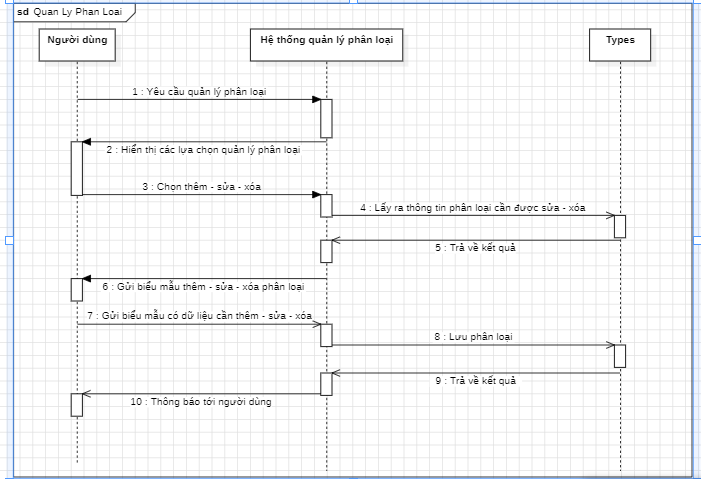 sd Quan Ly Phan Loai
Người dùng
Hệ thống quản lý phân loại
Types
1 : Yêu cầu quản lý phân loại
2 : Hiển thị các lựa chọn quản lý phân loại
3 : Chọn thêm - sửa - xóa
4 : Lấy ra thông tin phân loại cần được sửa - xóa
5 : Trả về kết quả
6 : Gửi biểu mẫu thêm - sửa - xóa phân loại
7 : Gửi biểu mẫu có dữ liệu cần thêm - sửa - xóa
8 : Lưu phân loại
9 : Trả về kết quả
10 : Thông báo tới người dùng